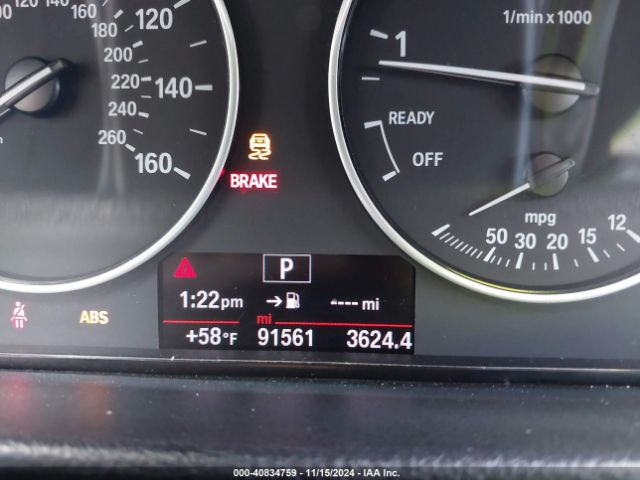 120 140 160 120
180
200
220 140
240
260
160
1/min x 1000
1
READY
OFF
mpg
50 30 20 15 12
BRAKE
P
1:22pm → ---- mi
mi
+58°F 91561 3624.4
ABS
000-40834759 - 11/15/2024 - IAA Inc.